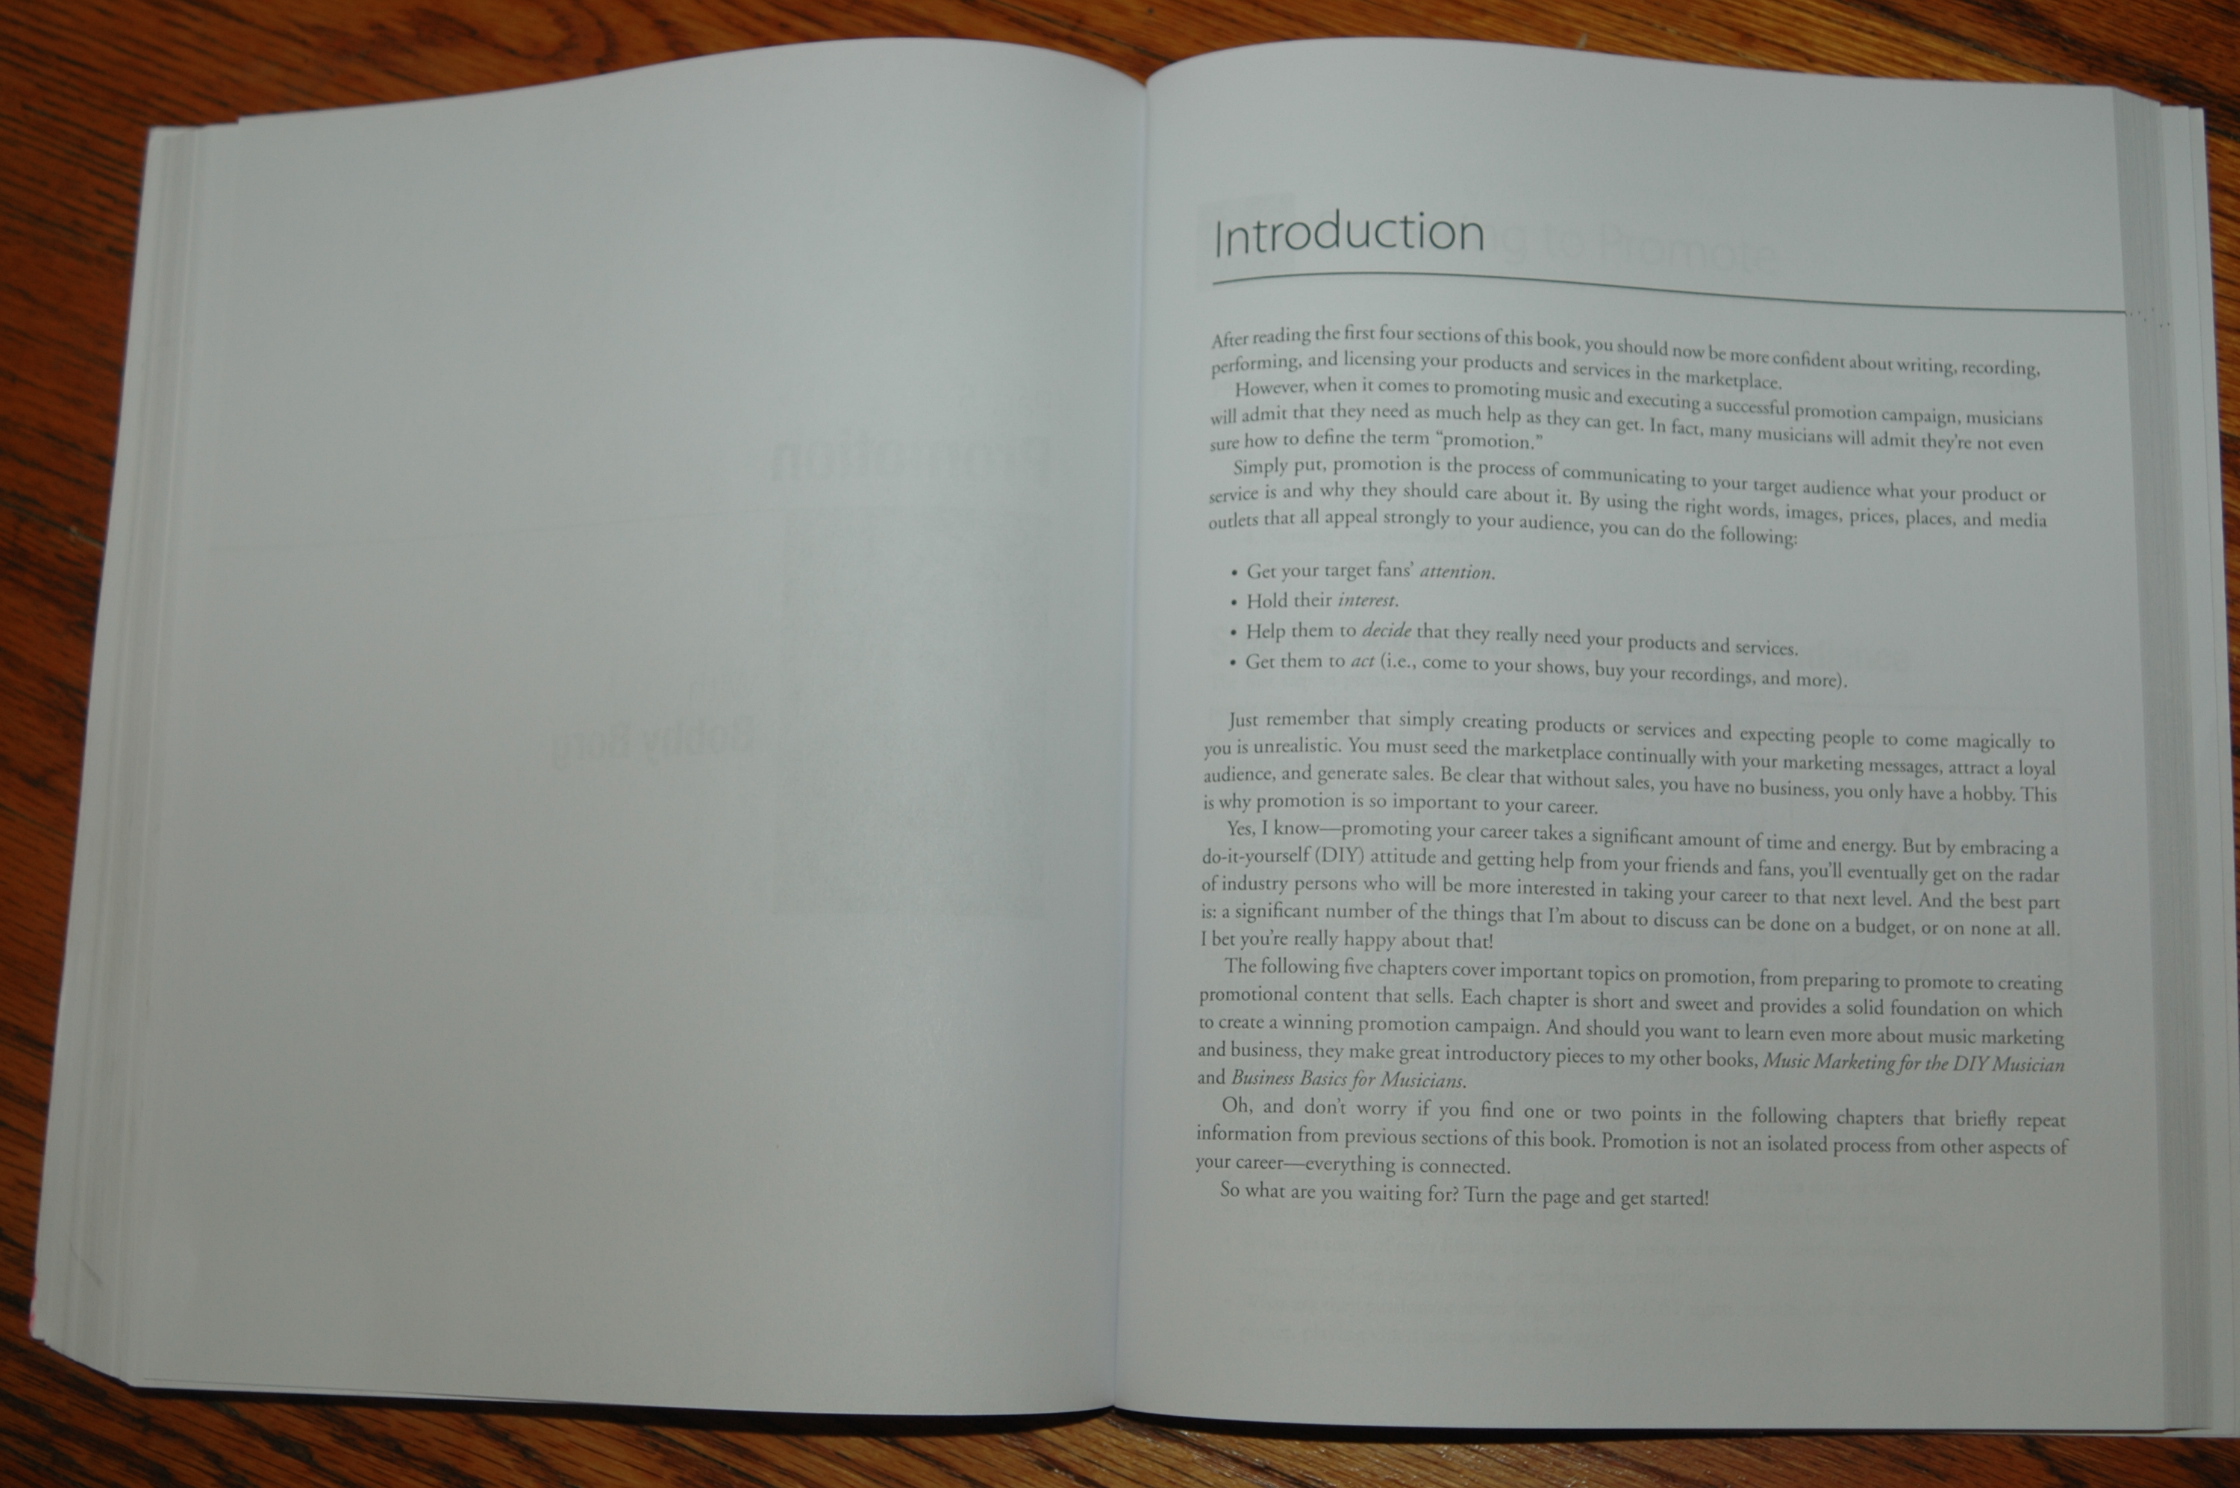 Promotion
with
Bobby Borg
Introduction
After reading the first four sections of this book, you should now be more confident about writing, recording,
performing, and licensing your products and services in the marketplace.
However, when it comes to promoting music and executing a successful promotion campaign, musicians
will admit that they need as much help as they can get. In fact, many musicians will admit they’re not even
sure how to define the term “promotion.”
Simply put, promotion is the process of communicating to your target audience what your product or
service is and why they should care about it. By using the right words, images, prices, places, and media
outlets that all appeal strongly to your audience, you can do the following:
• Get your target fans’ attention.
• Hold their interest.
• Help them to decide that they really need your products and services.
• Get them to act (i.e., come to your shows, buy your recordings, and more).
Just remember that simply creating products or services and expecting people to come magically to
you is unrealistic. You must seed the marketplace continually with your marketing messages, attract a loyal
audience, and generate sales. Be clear that without sales, you have no business, you only have a hobby. This
is why promotion is so important to your career.
Yes, I know—promoting your career takes a significant amount of time and energy. But by embracing a
do-it-yourself (DIY) attitude and getting help from your friends and fans, you’ll eventually get on the radar
of industry persons who will be more interested in taking your career to that next level. And the best part
is: a significant number of the things that I’m about to discuss can be done on a budget, or on none at all.
I bet you’re really happy about that!
The following five chapters cover important topics on promotion, from preparing to promote to creating
promotional content that sells. Each chapter is short and sweet and provides a solid foundation on which
to create a winning promotion campaign. And should you want to learn even more about music marketing
and business, they make great introductory pieces to my other books, Music Marketing for the DIY Musician
and Business Basics for Musicians.
Oh, and don’t worry if you find one or two points in the following chapters that briefly repeat
information from previous sections of this book. Promotion is not an isolated process from other aspects of
your career—everything is connected.
So what are you waiting for? Turn the page and get started!